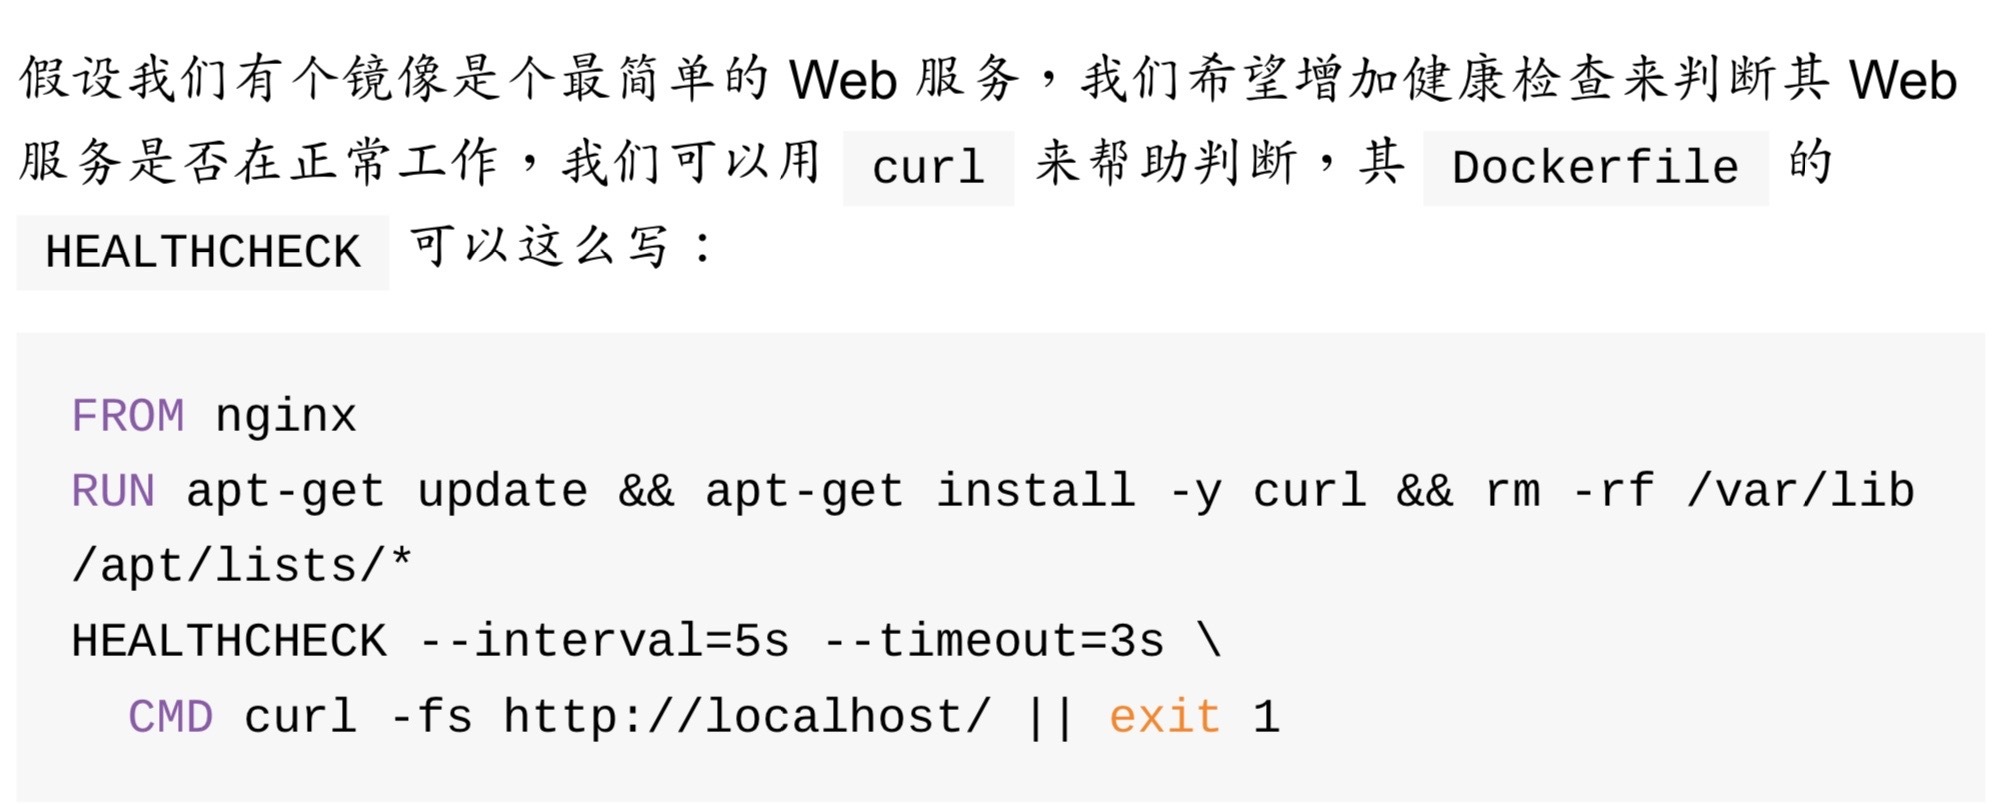 假设我们有个镜像是个最简单的 Web 服务，我们希望增加健康检查来判断其 Web
服务是否在正常工作，我们可以用 curl 来帮助判断，其 Dockerfile 的
HEALTHCHECK 可以这么写：
FROM nginx
RUN apt-get update && apt-get install -y curl && rm -rf /var/lib
/apt/lists/*
HEALTHCHECK --interval=5s --timeout=3s \
  CMD curl -fs http://localhost/ || exit 1